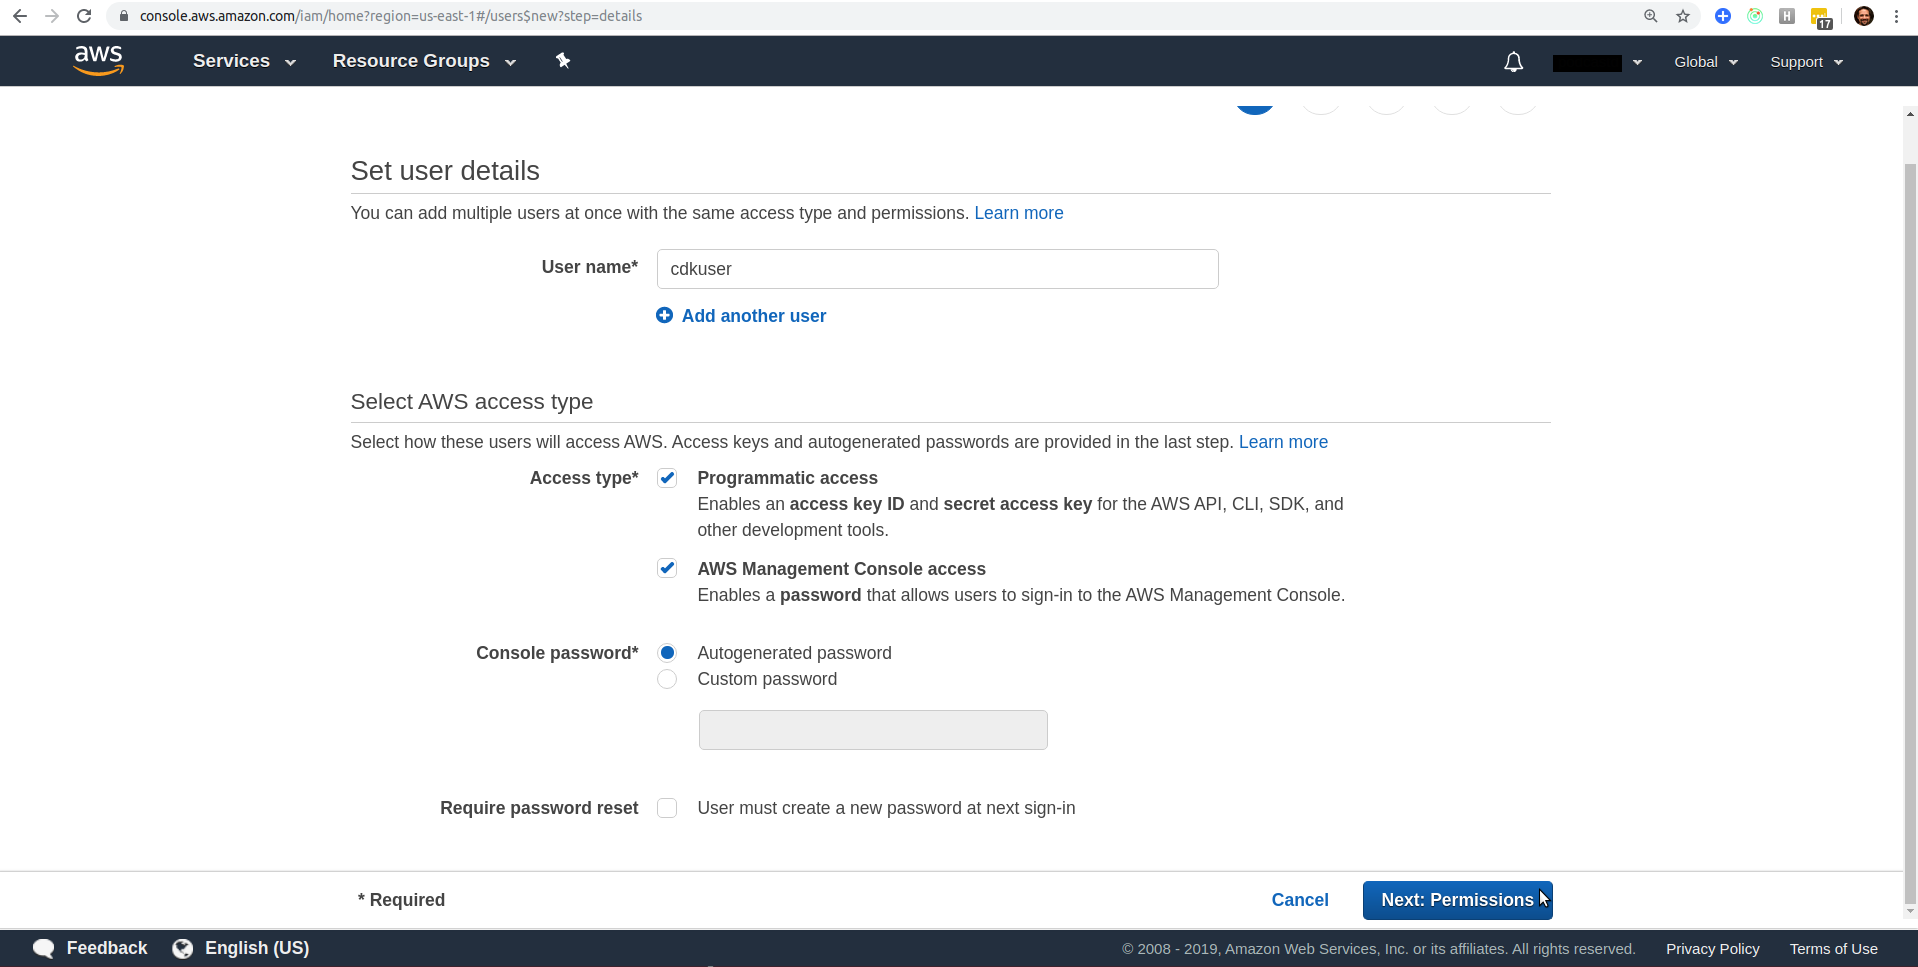 console.aws.amazon.com/iam/home?region=us-east-1#/users$new?step=details
H
17
aws
Services
Resource Groups
Global
Support
Set user details
You can add multiple users at once with the same access type and permissions. Learn more
User name*
cdkuser
Add another user
Select AWS access type
Select how these users will access AWS. Access keys and autogenerated passwords are provided in the last step. Learn more
Access type*
Programmatic access
Enables an access key ID and secret access key for the AWS API, CLI, SDK, and
other development tools.
AWS Management Console access
Enables a password that allows users to sign-in to the AWS Management Console.
Console password*
Autogenerated password
Custom password
Require password reset
User must create a new password at next sign-in
* Required
Cancel
Next: Permissions
Feedback
English (US)
© 2008 - 2019, Amazon Web Services, Inc. or its affiliates. All rights reserved.
Privacy Policy
Terms of Use